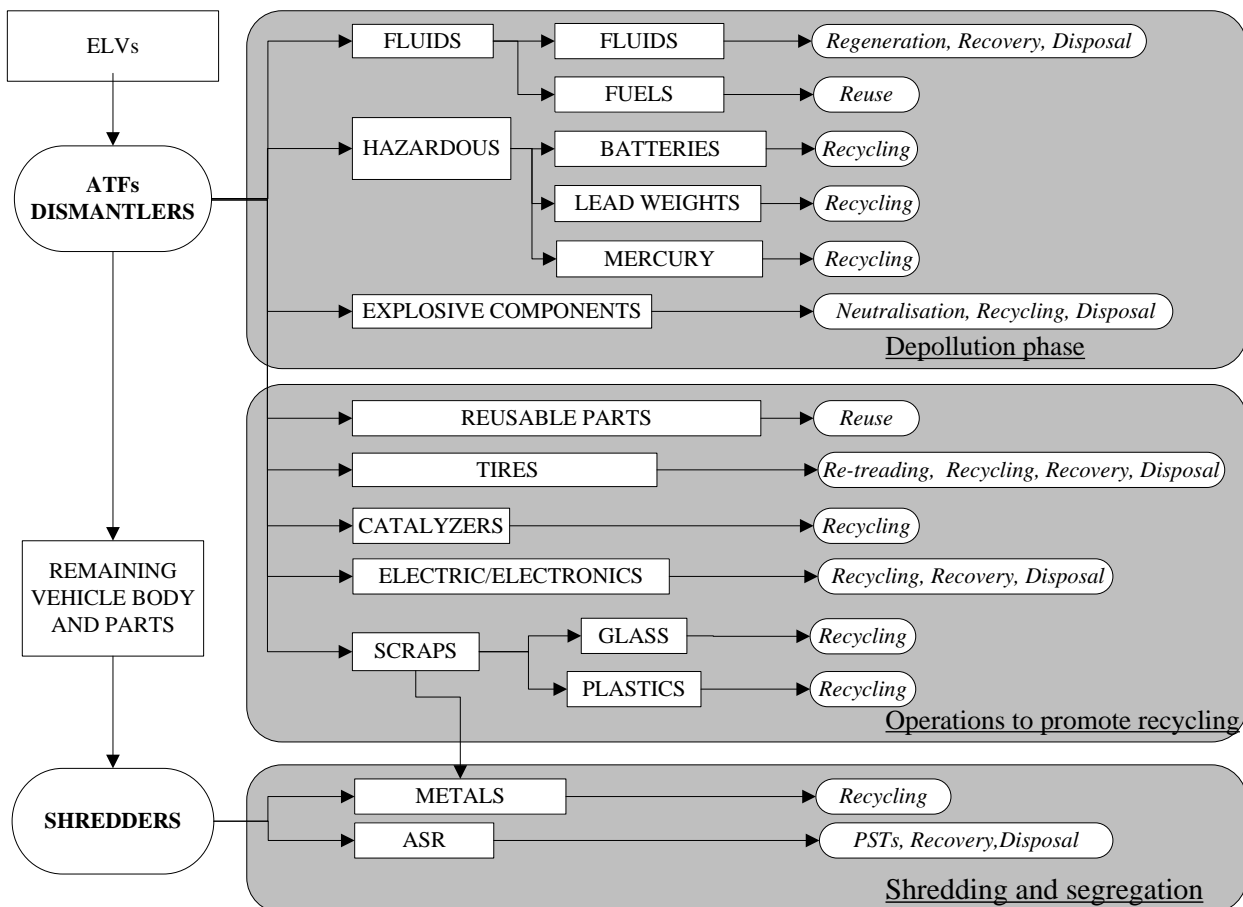 ELVs
ATFs
DISMANTLERS
REMAINING
VEHICLE BODY
AND PARTS
SHREDDERS
FLUIDS
FLUIDS
Regeneration, Recovery, Disposal
FUELS
Reuse
HAZARDOUS
BATTERIES
Recycling
LEAD WEIGHTS
Recycling
MERCURY
Recycling
EXPLOSIVE COMPONENTS
Neutralisation, Recycling, Disposal
Depollution phase
REUSABLE PARTS
Reuse
TIRES
Re-treading, Recycling, Recovery, Disposal
CATALYZERS
Recycling
ELECTRIC/ELECTRONICS
Recycling, Recovery, Disposal
SCRAPS
GLASS
Recycling
PLASTICS
Recycling
Operations to promote recycling
METALS
Recycling
ASR
PSTs, Recovery,Disposal
Shredding and segregation